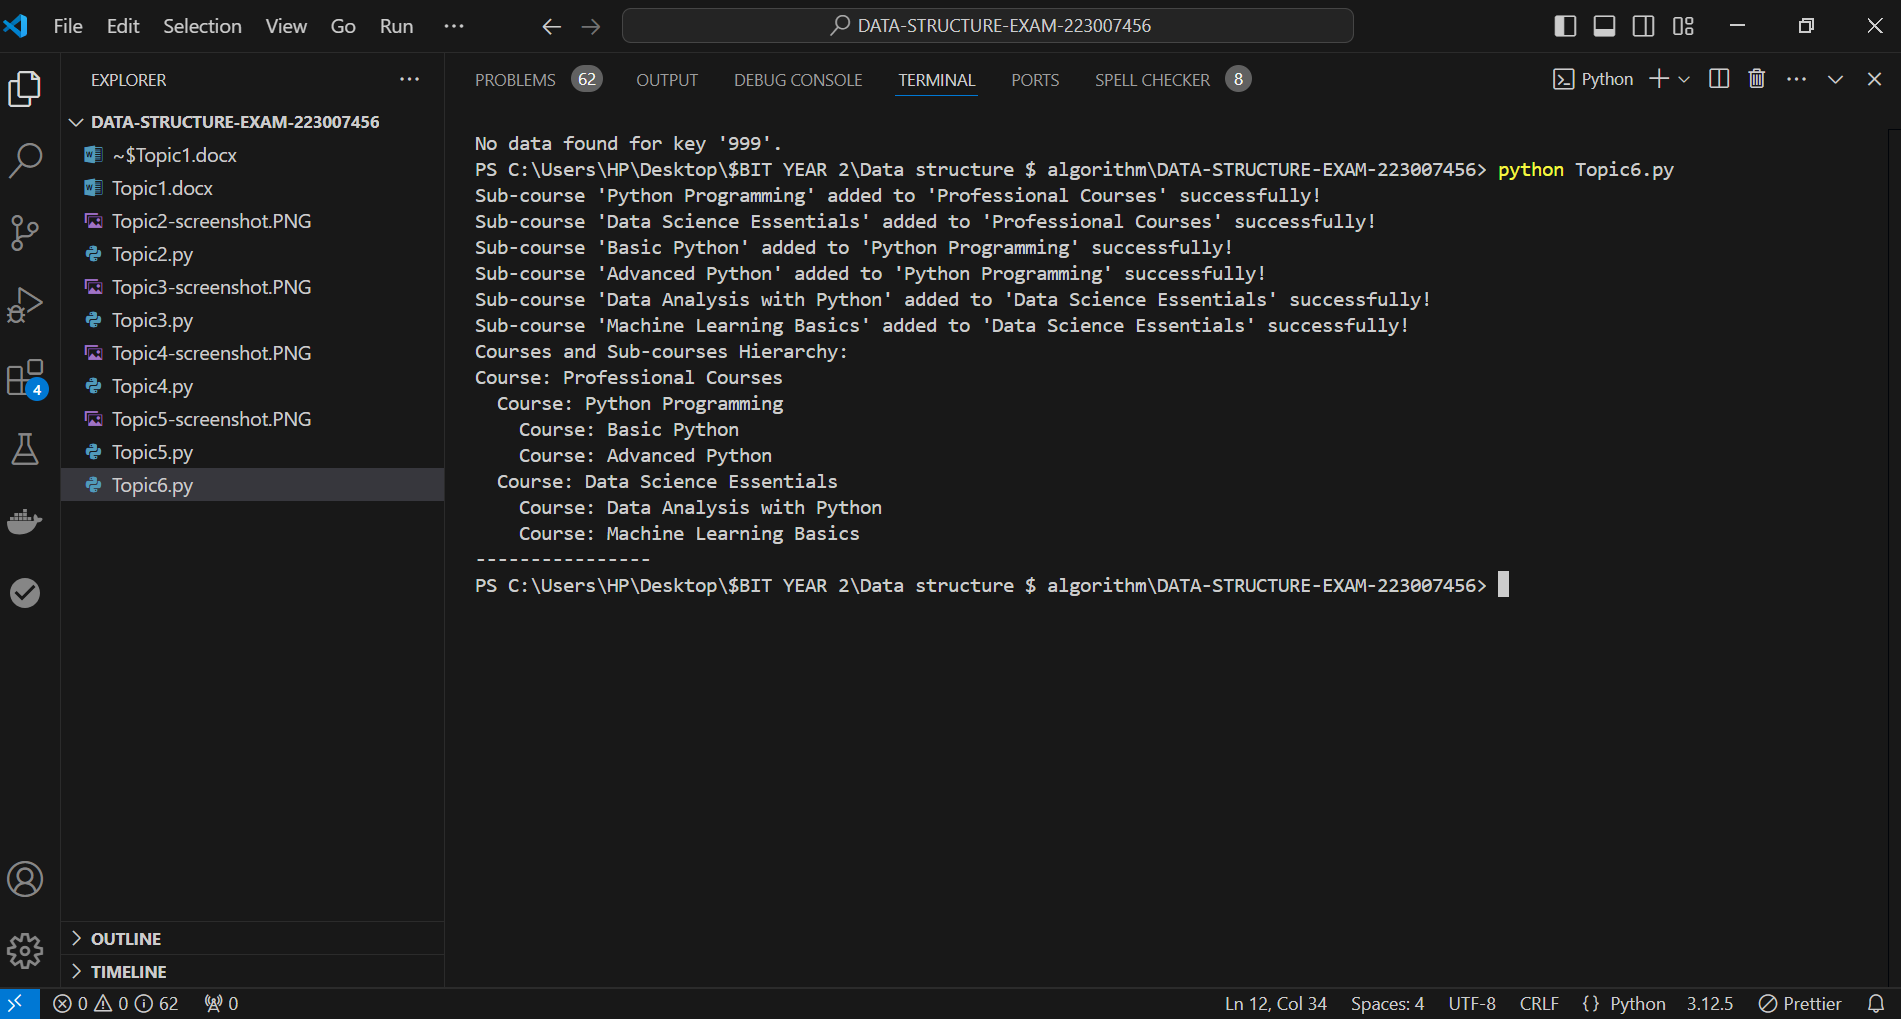 File Edit Selection View Go Run ···
DATA-STRUCTURE-EXAM-223007456
EXPLORER ···
DATA-STRUCTURE-EXAM-223007456
~$Topic1.docx
Topic1.docx
Topic2-screenshot.PNG
Topic2.py
Topic3-screenshot.PNG
Topic3.py
Topic4-screenshot.PNG
Topic4.py
Topic5-screenshot.PNG
Topic5.py
Topic6.py
4
OUTLINE
TIMELINE
PROBLEMS 62 OUTPUT DEBUG CONSOLE TERMINAL PORTS SPELL CHECKER 8
Python
No data found for key '999'.
PS C:\Users\HP\Desktop\$BIT YEAR 2\Data structure $ algorithm\DATA-STRUCTURE-EXAM-223007456> python Topic6.py
Sub-course 'Python Programming' added to 'Professional Courses' successfully!
Sub-course 'Data Science Essentials' added to 'Professional Courses' successfully!
Sub-course 'Basic Python' added to 'Python Programming' successfully!
Sub-course 'Advanced Python' added to 'Python Programming' successfully!
Sub-course 'Data Analysis with Python' added to 'Data Science Essentials' successfully!
Sub-course 'Machine Learning Basics' added to 'Data Science Essentials' successfully!
Courses and Sub-courses Hierarchy:
Course: Professional Courses
Course: Python Programming
Course: Basic Python
Course: Advanced Python
Course: Data Science Essentials
Course: Data Analysis with Python
Course: Machine Learning Basics
----------------
PS C:\Users\HP\Desktop\$BIT YEAR 2\Data structure $ algorithm\DATA-STRUCTURE-EXAM-223007456>
0 0 62 0
Ln 12, Col 34 Spaces: 4 UTF-8 CRLF {} Python 3.12.5 Prettier